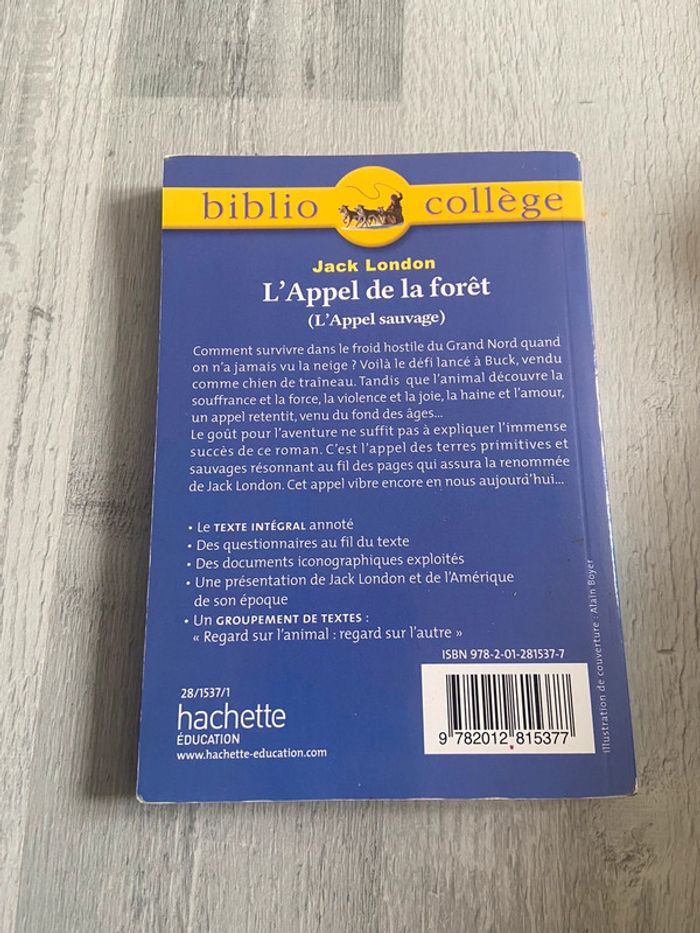 biblio collège
Jack London
L'Appel de la forêt
(L'Appel sauvage)
Comment survivre dans le froid hostile du Grand Nord quand
on n'a jamais vu la neige ? Voilà le défi lancé à Buck, vendu
comme chien de traîneau. Tandis que l'animal découvre la
souffrance et la force, la violence et la joie, la haine et l'amour,
un appel retentit, venu du fond des âges...
Le goût pour l'aventure ne suffit pas à expliquer l'immense
succès de ce roman. C'est l'appel des terres primitives et
sauvages résonnant au fil des pages qui assura la renommée
de Jack London. Cet appel vibre encore en nous aujourd'hui...
• Le TEXTE INTÉGRAL annoté
• Des questionnaires au fil du texte
• Des documents iconographiques exploités
• Une présentation de Jack London et de l'Amérique
de son époque
• Un GROUPEMENT DE TEXTES :
« Regard sur l'animal : regard sur l'autre »
ISBN 978-2-01-281537-7
28/1537/1
hachette
ÉDUCATION
www.hachette-education.com
9 782012 815377
illustration de couverture : Alain Boyer